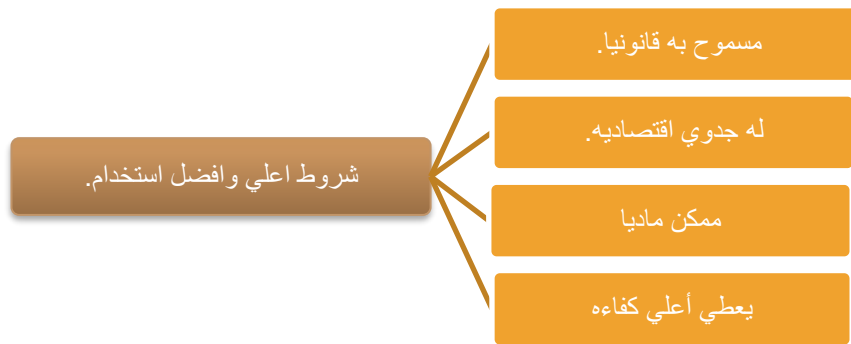 شروط اعلي وافضل استخدام.
مسموح به قانونيا.
له جدوي اقتصاديه.
ممكن ماديا
يعطي أعلي كفاءه